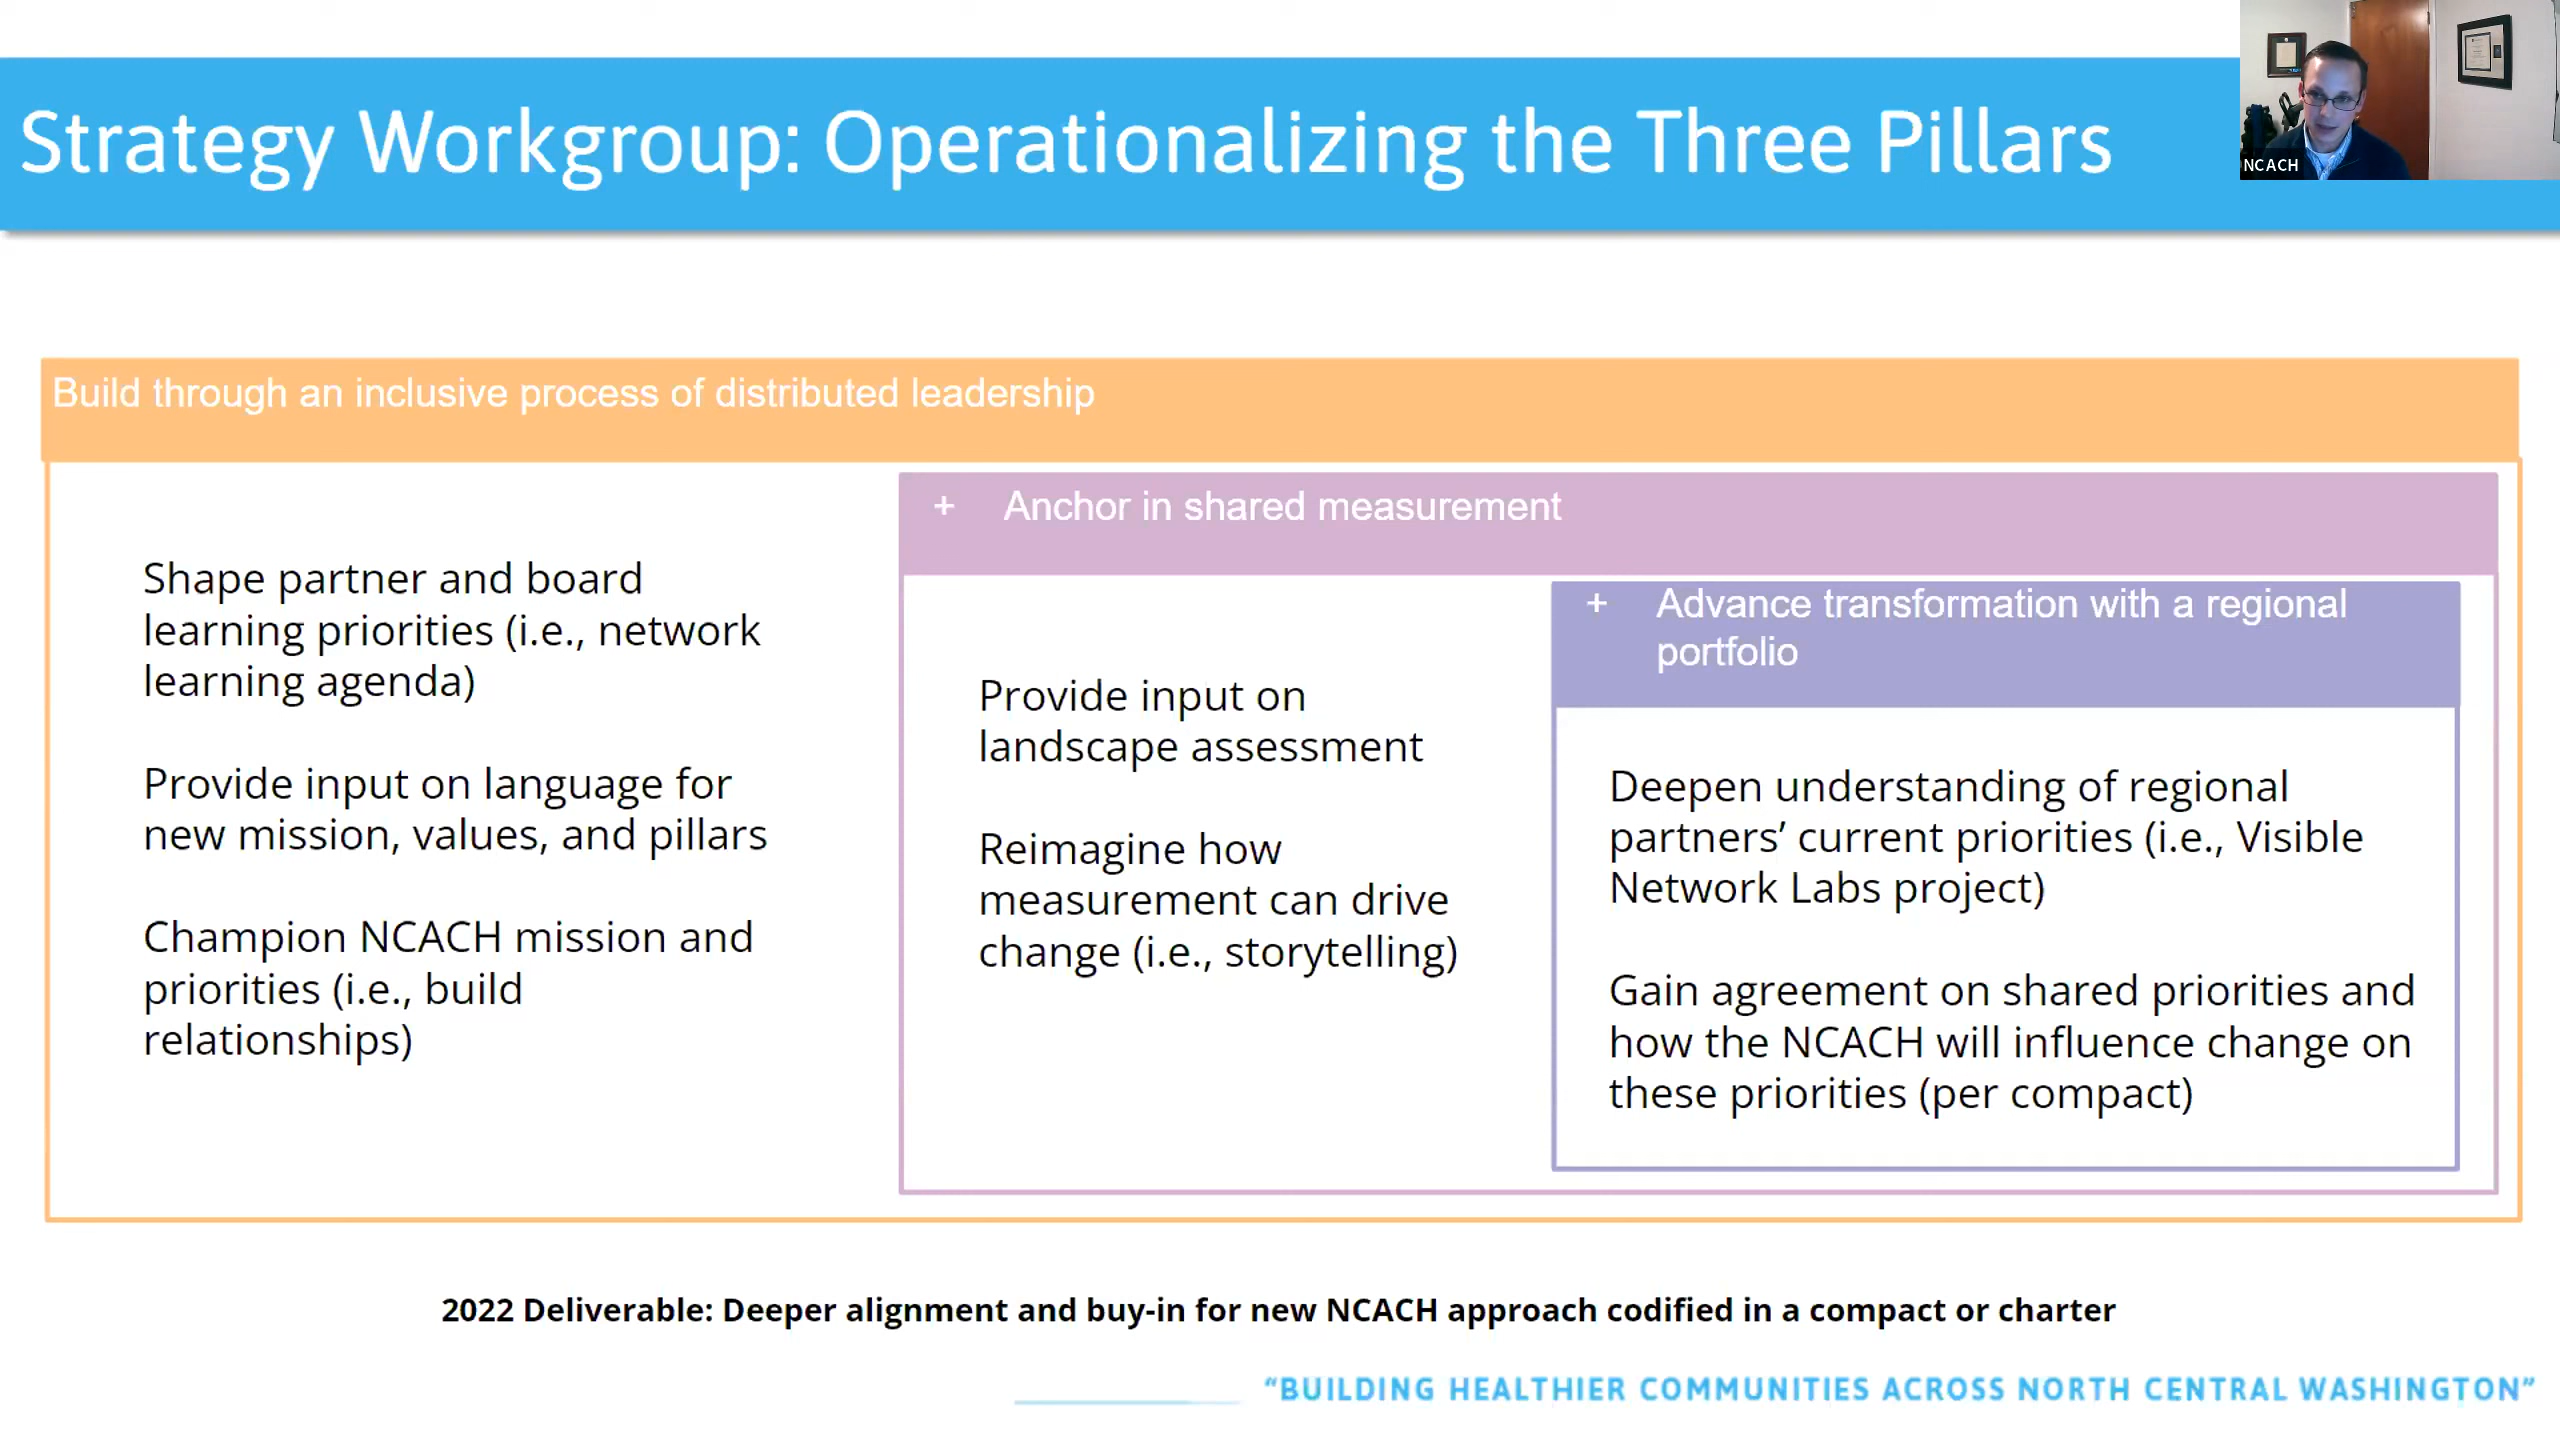 Strategy Workgroup: Operationalizing the Three Pillars
NCACH
Build through an inclusive process of distributed leadership
Shape partner and board
learning priorities (i.e., network
learning agenda)
Provide input on language for
new mission, values, and pillars
Champion NCACH mission and
priorities (i.e., build
relationships)
+ Anchor in shared measurement
Provide input on
landscape assessment
Reimagine how
measurement can drive
change (i.e., storytelling)
+ Advance transformation with a regional
portfolio
Deepen understanding of regional
partners’ current priorities (i.e., Visible
Network Labs project)
Gain agreement on shared priorities and
how the NCACH will influence change on
these priorities (per compact)
2022 Deliverable: Deeper alignment and buy-in for new NCACH approach codified in a compact or charter
“BUILDING HEALTHIER COMMUNITIES ACROSS NORTH CENTRAL WASHINGTON”